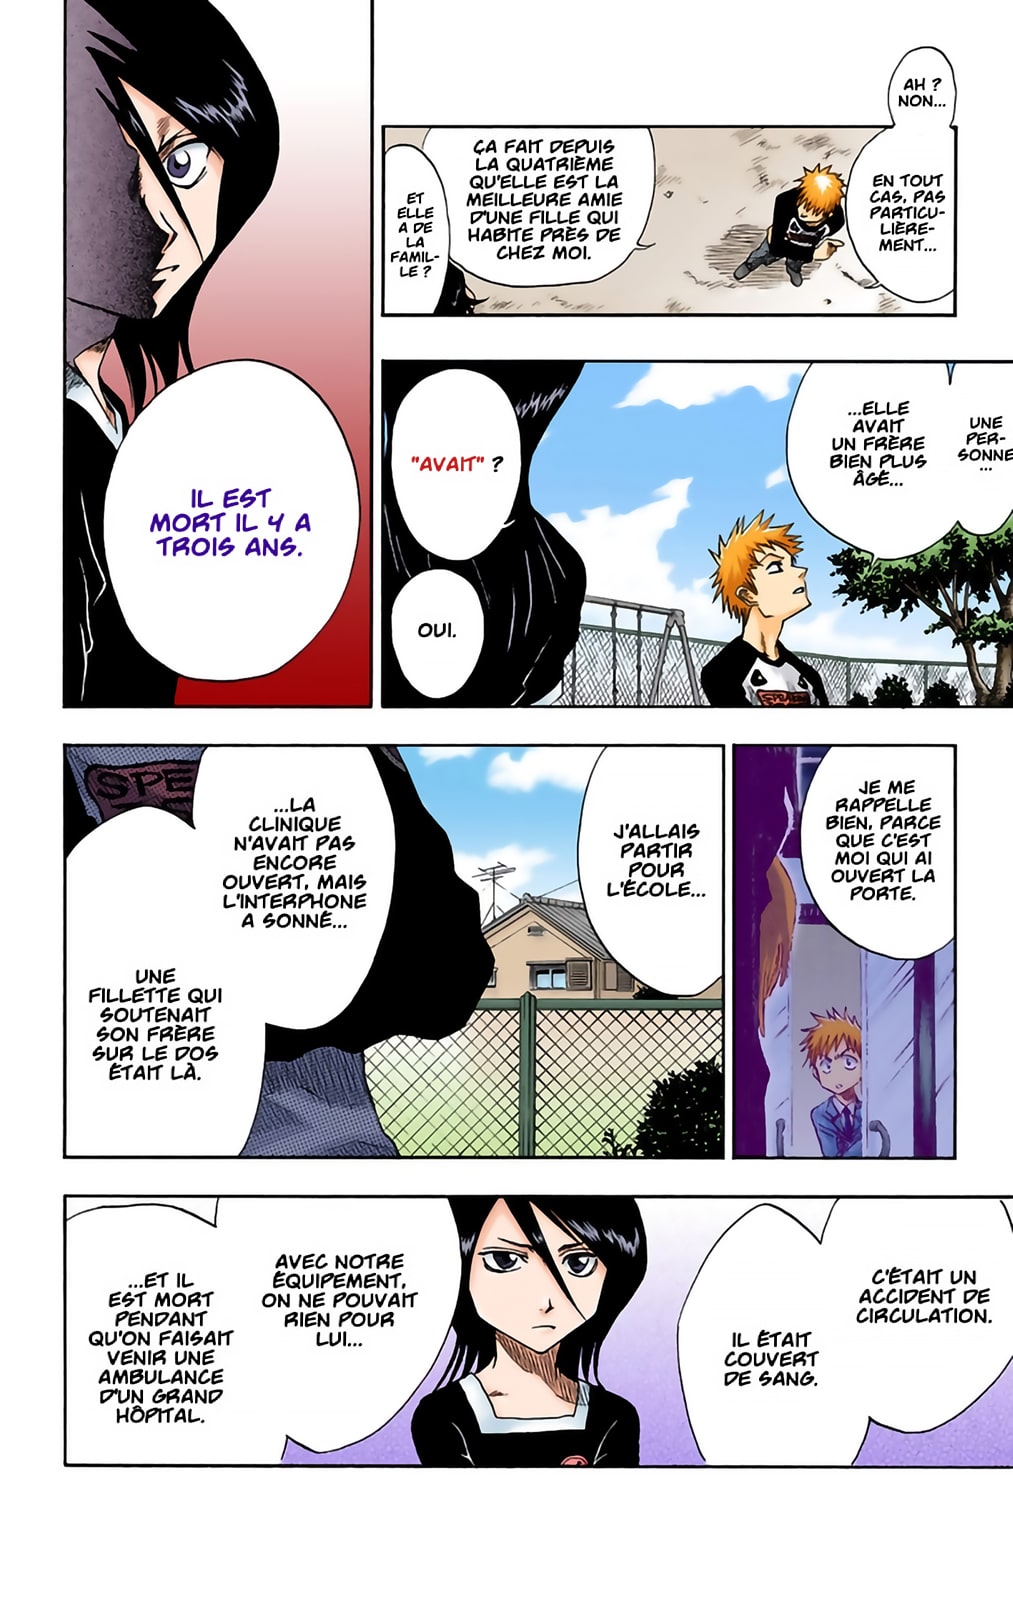 AH ?
NON...
EN TOUT
CAS, PAS
PARTICU-
LIÈRE-
MENT...
ÇA FAIT DEPUIS
LA QUATRIÈME
QU'ELLE EST LA
MEILLEURE AMIE
D'UNE FILLE QUI
HABITE PRÈS DE
CHEZ MOI.
ET
ELLE
A DE
LA
FAMIL-
LE ?
UNE
PER-
SONNE
...
...ELLE
AVAIT
UN FRÈRE
BIEN PLUS
ÂGÉ...
"AVAIT" ?
OUI.
IL EST
MORT IL Y A
TROIS ANS.
JE ME
RAPPELLE
BIEN, PARCE
QUE C'EST
MOI QUI AI
OUVERT LA
PORTE.
J'ALLAIS
PARTIR
POUR
L'ÉCOLE...
...LA
CLINIQUE
N'AVAIT PAS
ENCORE
OUVERT, MAIS
L'INTERPHONE
A SONNÉ...
UNE
FILLETTE QUI
SOUTENAIT
SON FRÈRE
SUR LE DOS
ÉTAIT LÀ.
SPE
C'ÉTAIT UN
ACCIDENT DE
CIRCULATION.
IL ÉTAIT
COUVERT
DE SANG.
AVEC NOTRE
ÉQUIPEMENT,
ON NE POUVAIT
RIEN POUR
LUI...
...ET IL
EST MORT
PENDANT
QU'ON FAISAIT
VENIR UNE
AMBULANCE
D'UN GRAND
HÔPITAL.